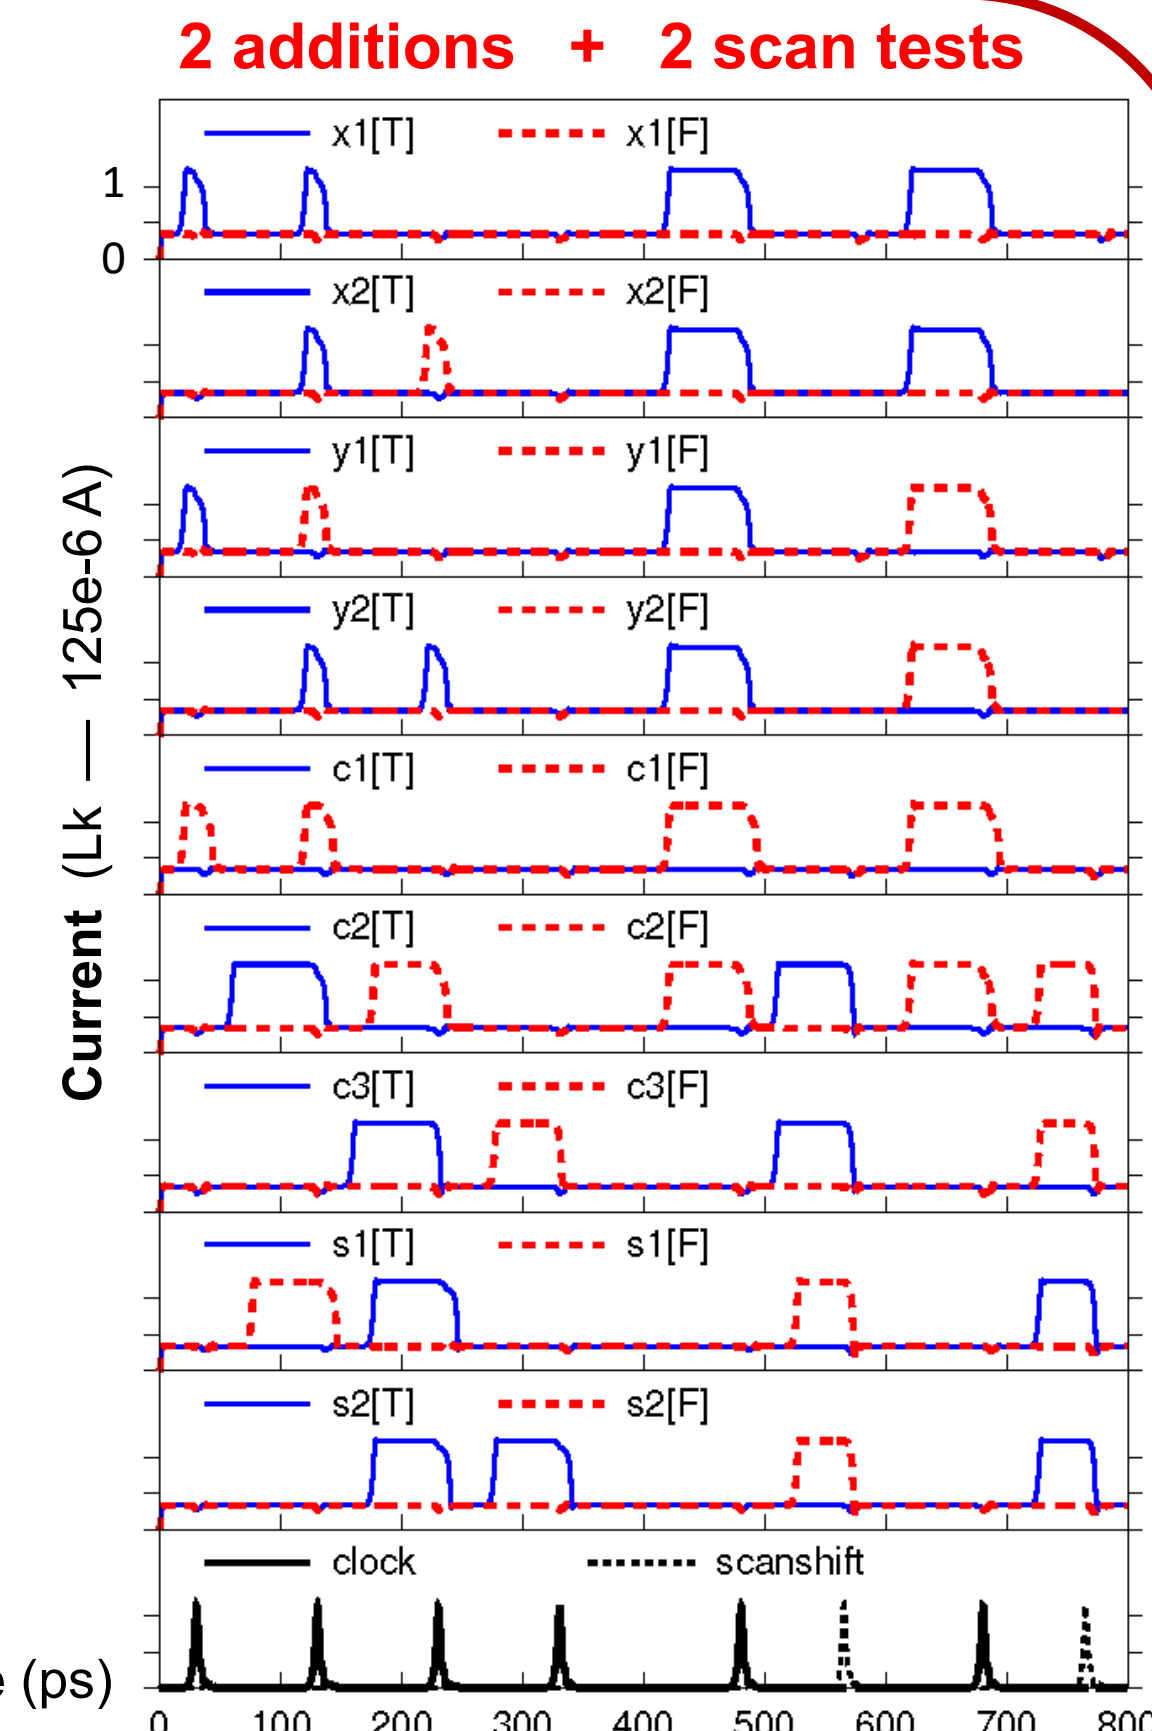 2 additions + 2 scan tests
x1[T] x1[F]
1
0
x2[T] x2[F]
y1[T] y1[F]
y2[T] y2[F]
c1[T] c1[F]
c2[T] c2[F]
c3[T] c3[F]
s1[T] s1[F]
s2[T] s2[F]
Current (Lk — 125e-6 A)
clock scanshift
(ps)
0 100 200 300 400 500 600 700 800